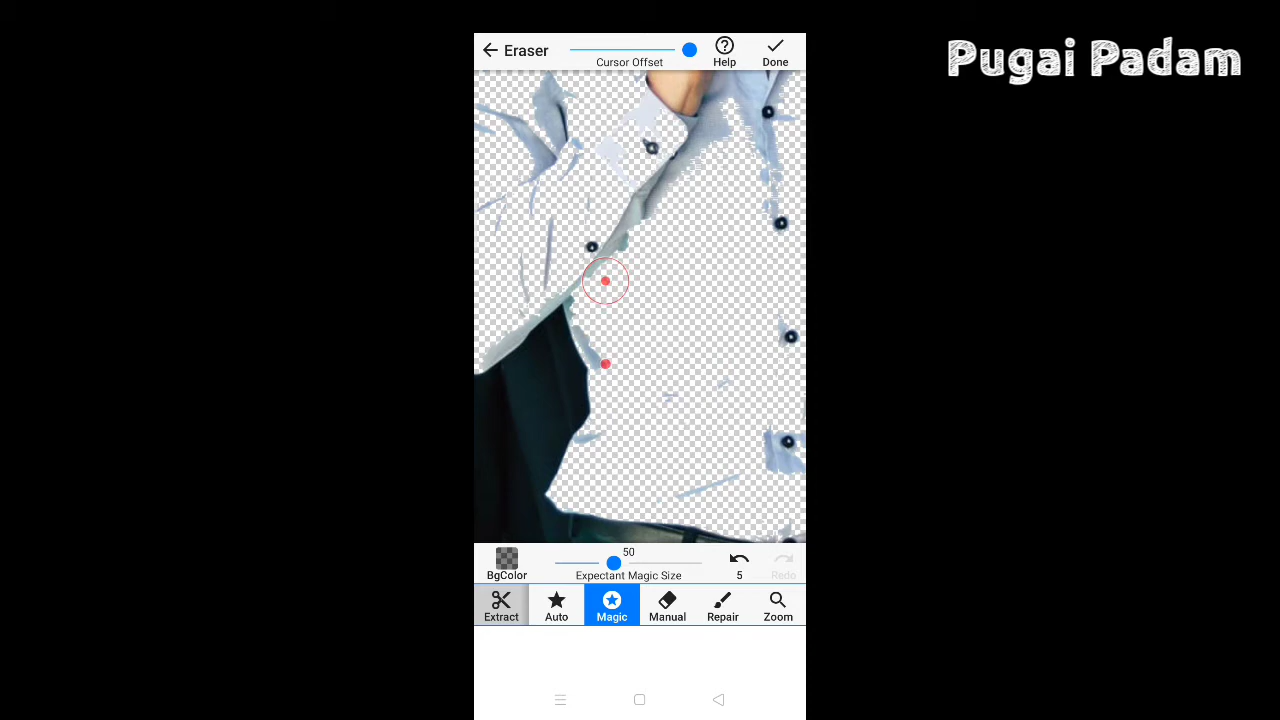 Pugai Padam
Eraser
Cursor Offset
Help
Done
BgColor
50
Expectant Magic Size
5
Redo
Extract
Auto
Magic
Manual
Repair
Zoom